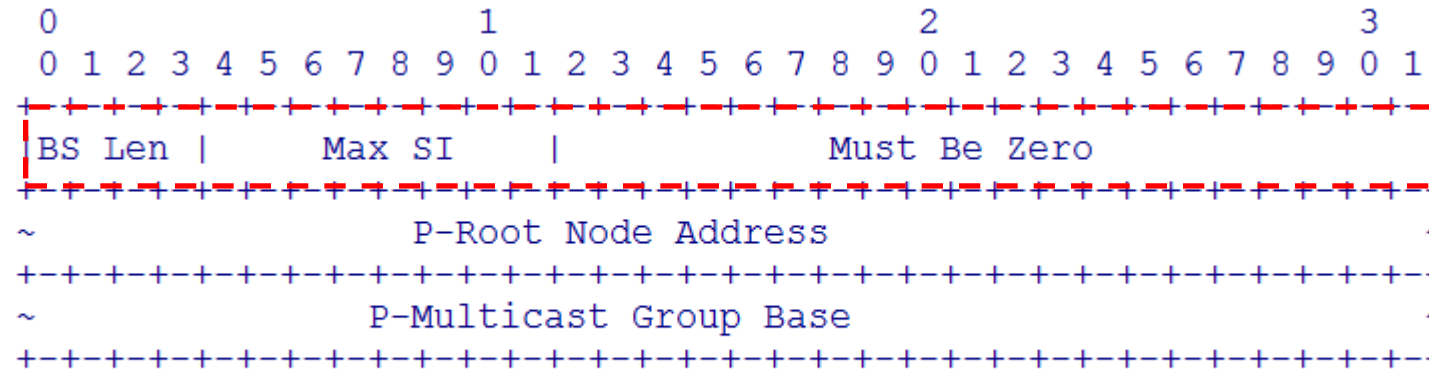 0 1 2 3
0 1 2 3 4 5 6 7 8 9 0 1 2 3 4 5 6 7 8 9 0 1 2 3 4 5 6 7 8 9 0 1
+-+-+-+-+-+-+-+-+-+-+-+-+-+-+-+-+-+-+-+-+-+-+-+-+-+-+-+-+-+-+-+-+-
|BS Len | Max SI | Must Be Zero
+-+-+-+-+-+-+-+-+-+-+-+-+-+-+-+-+-+-+-+-+-+-+-+-+-+-+-+-+-+-+-+-+-
~ P-Root Node Address
+-+-+-+-+-+-+-+-+-+-+-+-+-+-+-+-+-+-+-+-+-+-+-+-+-+-+-+-+-+-+-+-+-
~ P-Multicast Group Base
+-+-+-+-+-+-+-+-+-+-+-+-+-+-+-+-+-+-+-+-+-+-+-+-+-+-+-+-+-+-+-+-+-